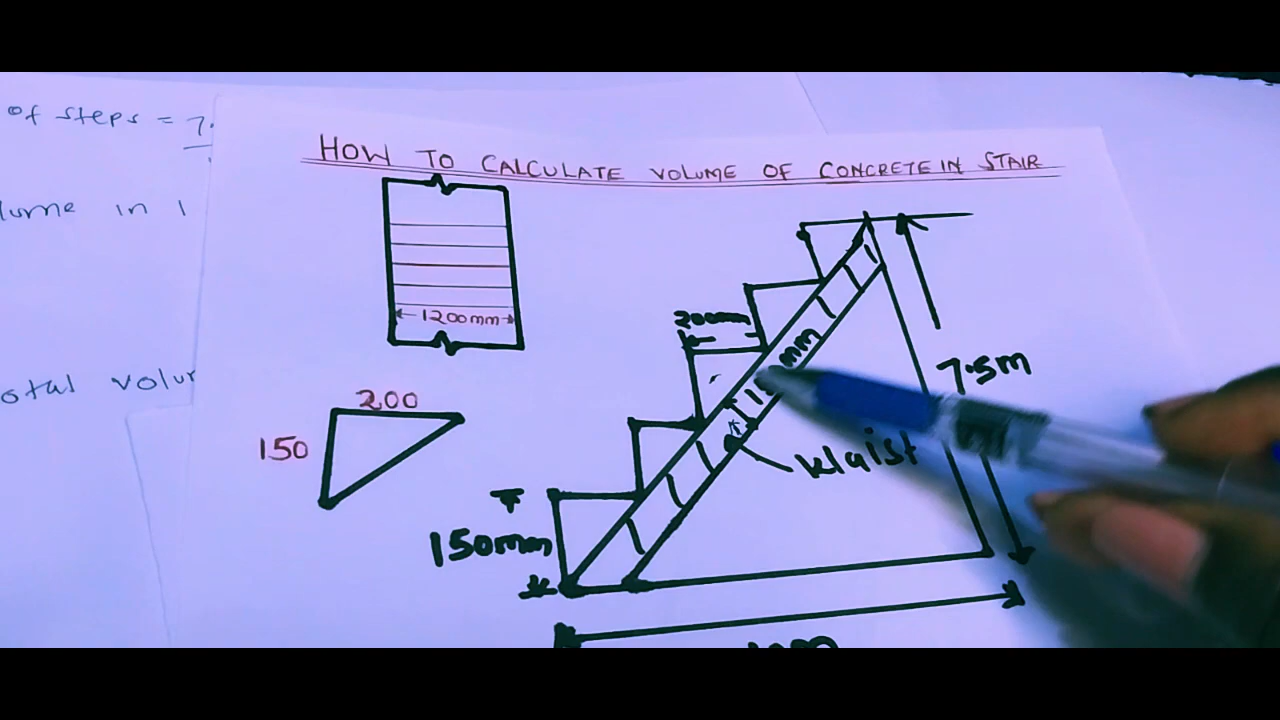 of steps = 7.
lume in 1
otal volur
HOW TO CALCULATE VOLUME OF CONCRETE IN STAIR
1200mm
200
150
200mm
mm
7.5m
Waist
150mm